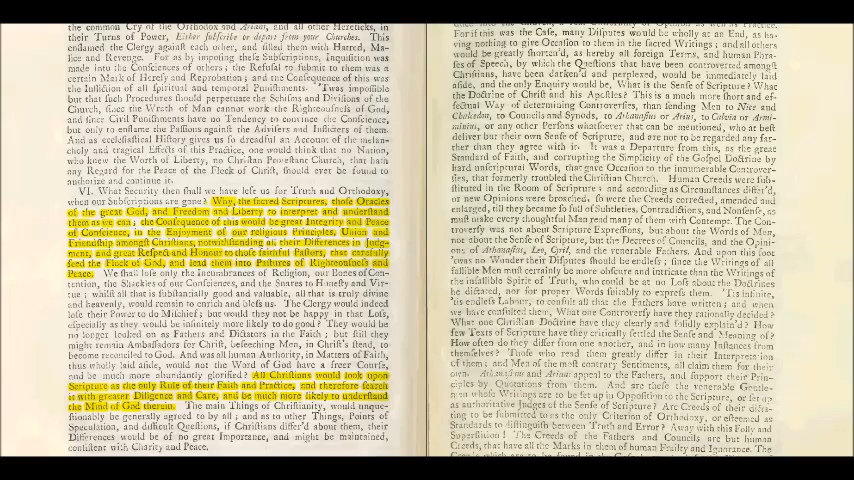 the common Cry of the Orthodox and Arians, and all other Hereticks, in
their Turns of Power, Either subscribe or depart from your Churches. This
enslamed the Clergy against each other, and filled them with Hatred, Ma-
lice and Revenge. For as by imposing these Subscriptions, Inquisition was
made into the Consciences of others; the Refusal to submit to them was a
certain Mark of Heresy and Reprobation; and the Consequence of this was
the Infliction of all Spiritual and temporal Punishments. 'Twas impossible
but that such Procedures should perpetuate the Schisms and Divisions of the
Church, since the Wrath of Man cannot work the Righteousness of God,
and since Civil Punishments have no Tendency to convince the Conscience,
but only to enslame the Passions against the Advisers and Inflicters of them.
And as ecclesiastical History gives us so dreadful an Account of the melan-
choly and tragical Effects of this Practice, one would think that no Nation,
who knew the Worth of Liberty, no Christian Protestant Church, that hath
any Regard for the Peace of the Flock of Christ, should ever be found to
authorize and continue it.
VI. What Security then shall we have left us for Truth and Orthodoxy,
when our Subscriptions are gone? Why, the sacred Scriptures, those Oracles
of the great God, and Freedom and Liberty to interpret and understand
them as we can; the Consequence of this would be great Integrity and Peace
of Conscience, in the Enjoyment of our religious Principles, Union and
Friendship amongst Christians, notwithstanding all their Differences in Judg-
ment, and great Respect and Honour to those faithful Pastors, that carefully
feed the Flock of God, and lead them into Pastures of Righteousness and
Peace. We shall lose only the Incumbrances of Religion, our Bones of Con-
tention, the Shackles of our Consciences, and the Snares to Honesty and Vir-
tue; whilst all that is substantially good and valuable, all that is truly divine
and heavenly, would remain to enrich and bless us. The Clergy would indeed
lose their Power to do Mischief; but would they not be happy in that Loss,
especially as they would be infinitely more likely to do good? They would be
no longer looked on as Fathers and Dictators in the Faith; but still they
might remain Ambassadors for Christ, beseeching Men, in Christ's stead, to
become reconciled to God. And was all human Authority, in Matters of Faith,
thus wholly laid aside, would not the Word of God have a freer Course,
and be much more abundantly glorified? All Christians would look upon
Scripture as the only Rule of their Faith and Practice, and therefore search
it with greater Diligence and Care, and be much more likely to understand
the Mind of God therein. The main Things of Christianity, would unque-
stionably be generally agreed to by all; and as to other Things, Points of
Speculation, and difficult Questions, if Christians differ'd about them, their
Differences would be of no great Importance, and might be maintained,
consistent with Charity and Peace.
For if this was the Case, many Disputes would be wholly at an End, as ha-
ving nothing to give Occasion to them in the sacred Writings; and all others
would be greatly shorten'd, as hereby all foreign Terms, and human Phra-
ses of Speech, by which the Questions that have been controverted amongst
Christians, have been darken'd and perplexed, would be immediately laid
aside, and the only Enquiry would be, What is the Sense of Scripture? What
the Doctrine of Christ and his Apostles? This is a much more short and ef-
fectual Way of determining Controversies, than sending Men to Nice and
Chalcedon, to Councils and Synods, to Athanasius or Arius, to Calvin or Armi-
minius, or any other Persons whatsoever that can be mentioned, who at best
deliver but their own Sense of Scripture, and are not to be regarded any far-
ther than they agree with it. It was a Departure from this, as the great
Standard of Faith, and corrupting the Simplicity of the Gospel Doctrine by
hard unscriptural Words, that gave Occasion to the innumerable Controver-
sies, that formerly troubled the Christian Church. Human Creeds were sub-
stituted in the Room of Scripture; and according as Circumstances differ'd,
or new Opinions were broached, so were the Creeds corrected, amended and
enlarged, till they became so full of Subtleties, Contradictions, and Nonsense, as
must make every thoughtful Man read many of them with Contempt. The Con-
troversy was not about Scripture Expressions, but about the Words of Men,
not about the Sense of Scripture, but the Decrees of Councils, and the Opini-
ons of Athanasius, Leo, Cyril, and the venerable Fathers. And upon this foot
'twas no Wonder their Disputes should be endless; since the Writings of all
fallible Men must certainly be more obscure and intricate than the Writings of
the infallible Spirit of Truth, who could be at no Loss about the Doctrines
he dictated, nor for proper Words suitably to express them. 'Tis infinite,
'tis endless Labour, to consult all that the Fathers have written; and when
we have consulted them, What one Controversy have they rationally decided?
What one Christian Doctrine have they clearly and solidly explain'd? How
few Texts of Scripture have they critically settled the Sense and Meaning of?
How often do they differ from one another, and in how many Instances from
themselves? Those who read them greatly differ in their Interpretation
of them; and Men of the most contrary Sentiments, all claim them for their
own. Athanasians and Arians appeal to the Fathers, and support their Prin-
ciples by Quotations from them. And are these the venerable Gentle-
men whose Writings are to be set up in Opposition to the Scripture, or set up
as authoritative Judges of the Sense of Scripture? Are Creeds of their dicta-
ting to be submitted to as the only Criterion of Orthodoxy, or esteemed as
Standards to distinguish between Truth and Error? Away with this Folly and
Superstition! The Creeds of the Fathers and Councils are but human
Creeds, that have all the Marks in them of human Frailty and Ignorance. The